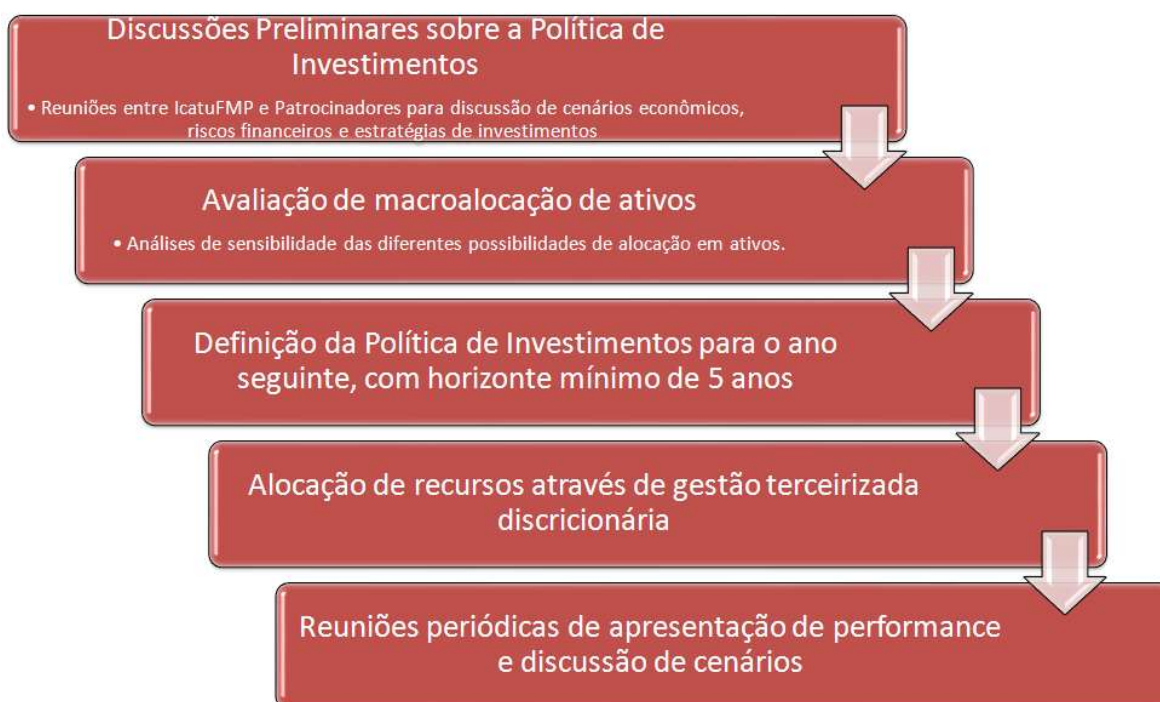 Discussões Preliminares sobre a Política de
Investimentos
• Reuniões entre IcatuFMP e Patrocinadores para discussão de cenários econômicos,
riscos financeiros e estratégias de investimentos
Avaliação de macroalocação de ativos
• Análises de sensibilidade das diferentes possibilidades de alocação em ativos.
Definição da Política de Investimentos para o ano
seguinte, com horizonte mínimo de 5 anos
Alocação de recursos através de gestão terceirizada
discricionária
Reuniões periódicas de apresentação de performance
e discussão de cenários